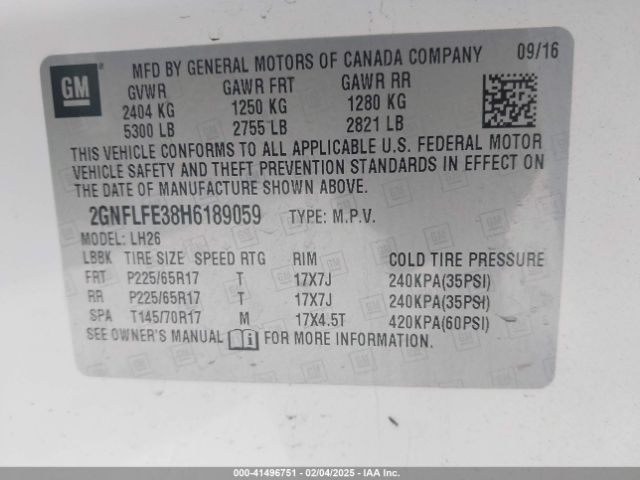 GM
MFD BY GENERAL MOTORS OF CANADA COMPANY 09/16
GVWR GAWR FRT GAWR RR
2404 KG 1250 KG 1280 KG
5300 LB 2755 LB 2821 LB
THIS VEHICLE CONFORMS TO ALL APPLICABLE U.S. FEDERAL MOTOR
VEHICLE SAFETY AND THEFT PREVENTION STANDARDS IN EFFECT ON
THE DATE OF MANUFACTURE SHOWN ABOVE.
2GNFLFE38H6189059 TYPE: M.P.V.
MODEL: LH26
LBBK TIRE SIZE SPEED RTG RIM COLD TIRE PRESSURE
FRT P225/65R17 T 17X7J 240KPA(35PSI)
RR P225/65R17 T 17X7J 240KPA(35PSI)
SPA T145/70R17 M 17X4.5T 420KPA(60PSI)
SEE OWNER'S MANUAL FOR MORE INFORMATION.
000-41496751 - 02/04/2025 - IAA Inc.